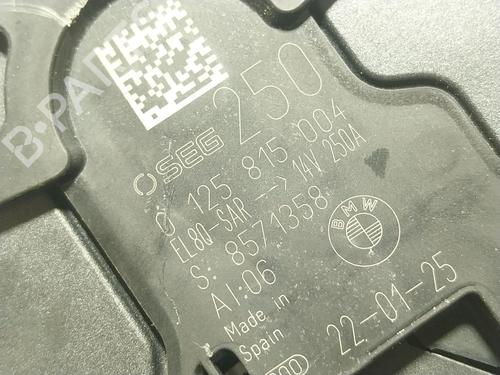 B-PARTS
250
SEG
0 125 815 004
EL80-SAR --> 14V 250A
S: 8571358
AI:06
BMW
Made in
Spain
22-01-25